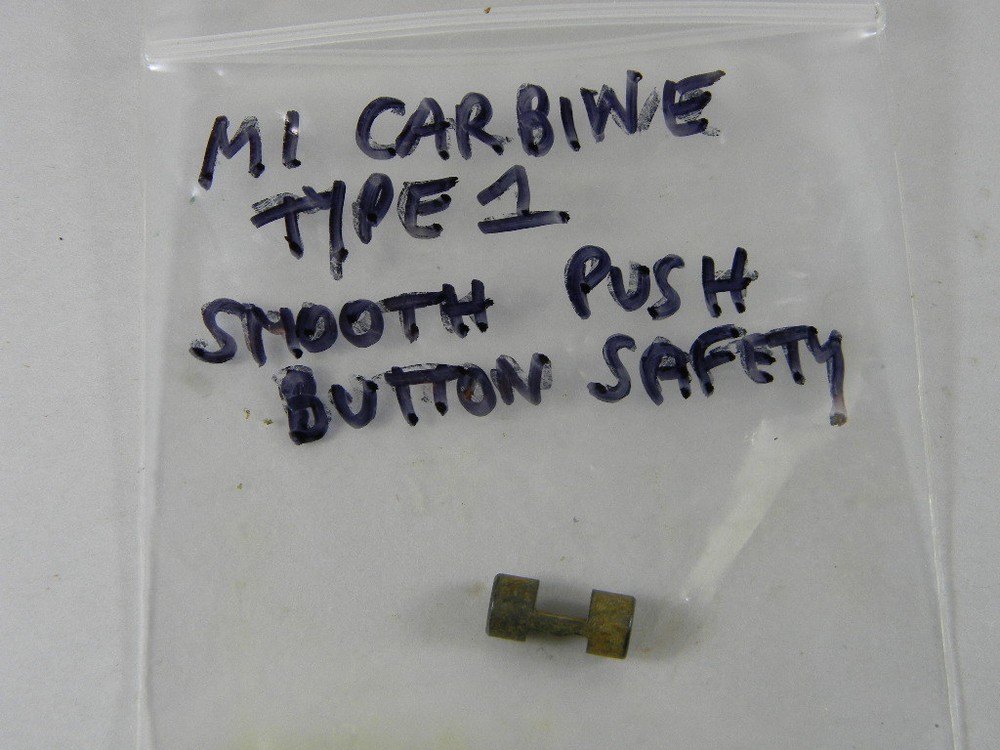 M1 CARBINE
TYPE 1
SMOOTH PUSH
BUTTON SAFETY